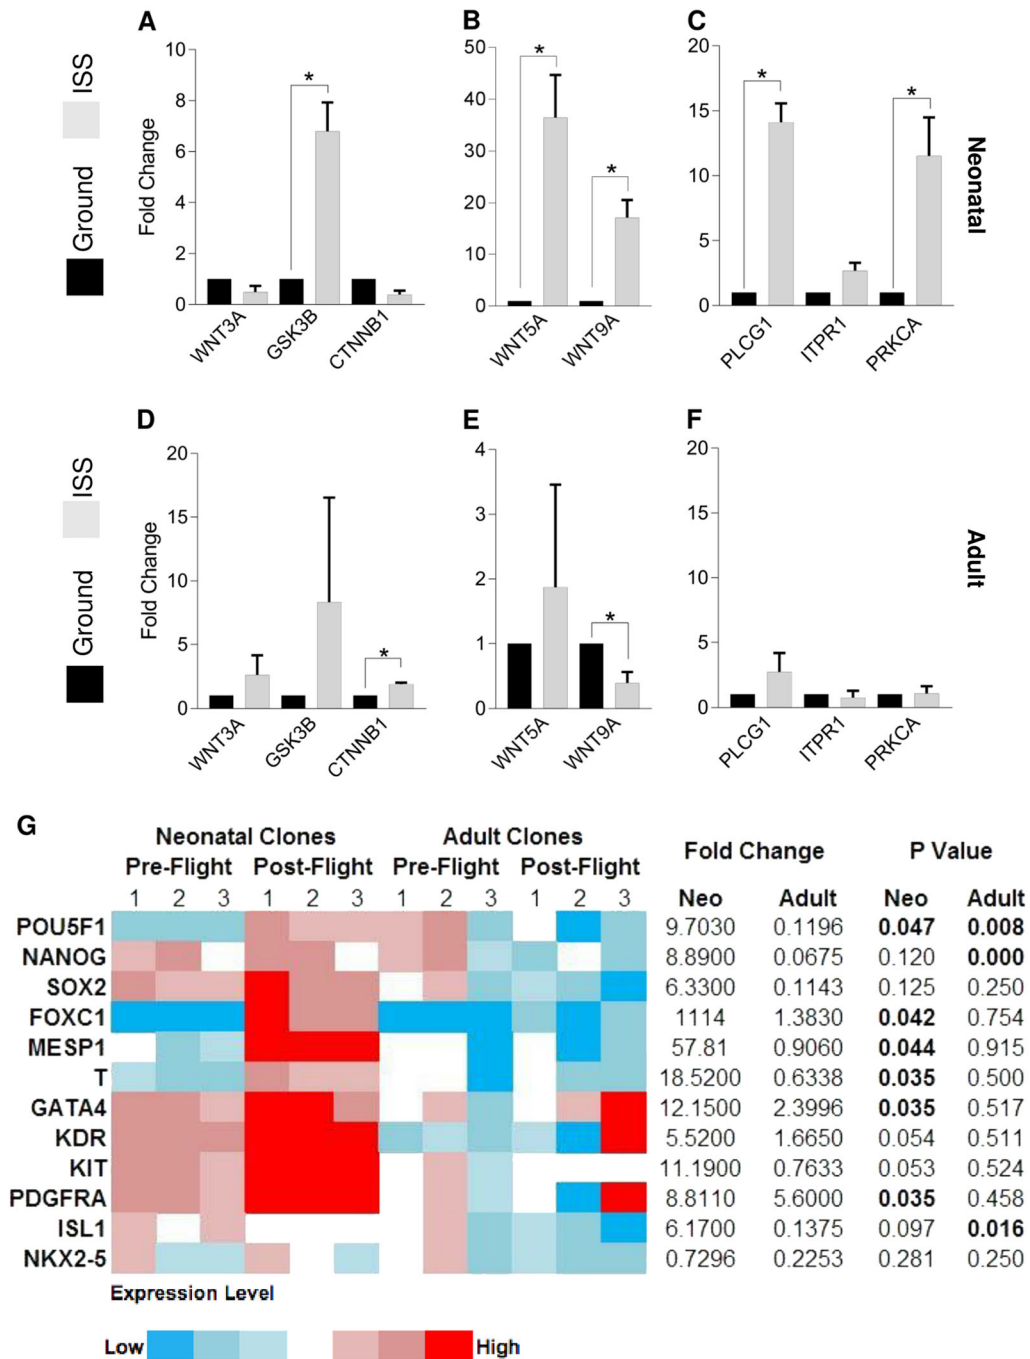 A
B
C
ISS
Ground
Fold Change
10
8
6
4
2
0
WNT3A
GSK3B
CTNNB1
*
50
40
30
20
10
0
WNT5A
WNT9A
*
*
20
15
10
5
0
PLCG1
ITPR1
PRKCA
*
*
Neonatal
D
E
F
ISS
Ground
Fold Change
20
15
10
5
0
WNT3A
GSK3B
CTNNB1
*
4
3
2
1
0
WNT5A
WNT9A
*
20
15
10
5
0
PLCG1
ITPR1
PRKCA
Adult
G
Neonatal Clones Adult Clones
Pre-Flight Post-Flight Pre-Flight Post-Flight Fold Change P Value
1 2 3 1 2 3 1 2 3 1 2 3 Neo Adult Neo Adult
POU5F1 9.7030 0.1196 0.047 0.008
NANOG 8.8900 0.0675 0.120 0.000
SOX2 6.3300 0.1143 0.125 0.250
FOXC1 1114 1.3830 0.042 0.754
MESP1 57.81 0.9060 0.044 0.915
T 18.5200 0.6338 0.035 0.500
GATA4 12.1500 2.3996 0.035 0.517
KDR 5.5200 1.6650 0.054 0.511
KIT 11.1900 0.7633 0.053 0.524
PDGFRA 8.8110 5.6000 0.035 0.458
ISL1 6.1700 0.1375 0.097 0.016
NKX2-5 0.7296 0.2253 0.281 0.250
Expression Level
Low High